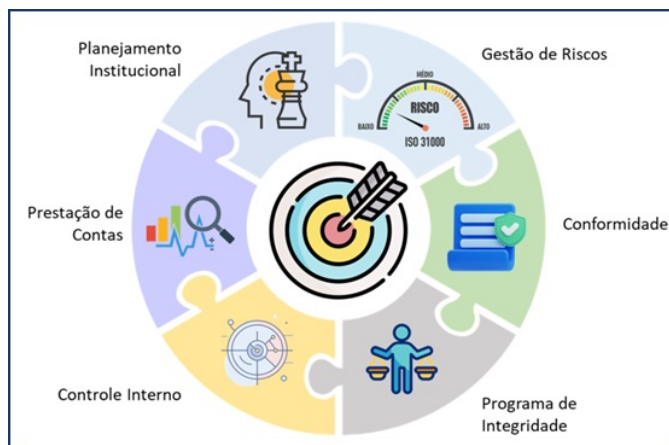 Planejamento
Institucional
Gestão de Riscos
MÉDIO
RISCO
BAIXO
ALTO
ISO 31000
Prestação de
Contas
Conformidade
Controle Interno
Programa de
Integridade